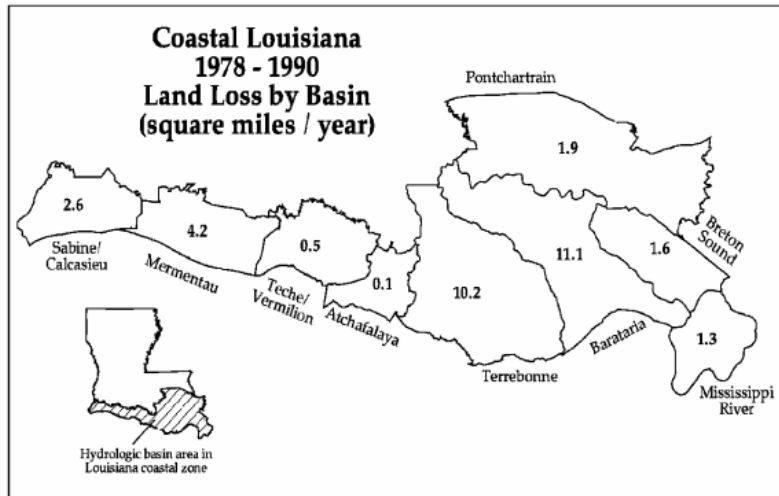 Coastal Louisiana
1978 - 1990
Land Loss by Basin
(square miles / year)
Pontchartrain
1.9
2.6
4.2
0.5
0.1
10.2
11.1
1.6
1.3
Breton
Sound
Sabine/
Calcasieu
Mermentau
Teche/
Vermilion
Atchafalaya
Terrebonne
Barataria
Mississippi
River
Hydrologic basin area in
Louisiana coastal zone